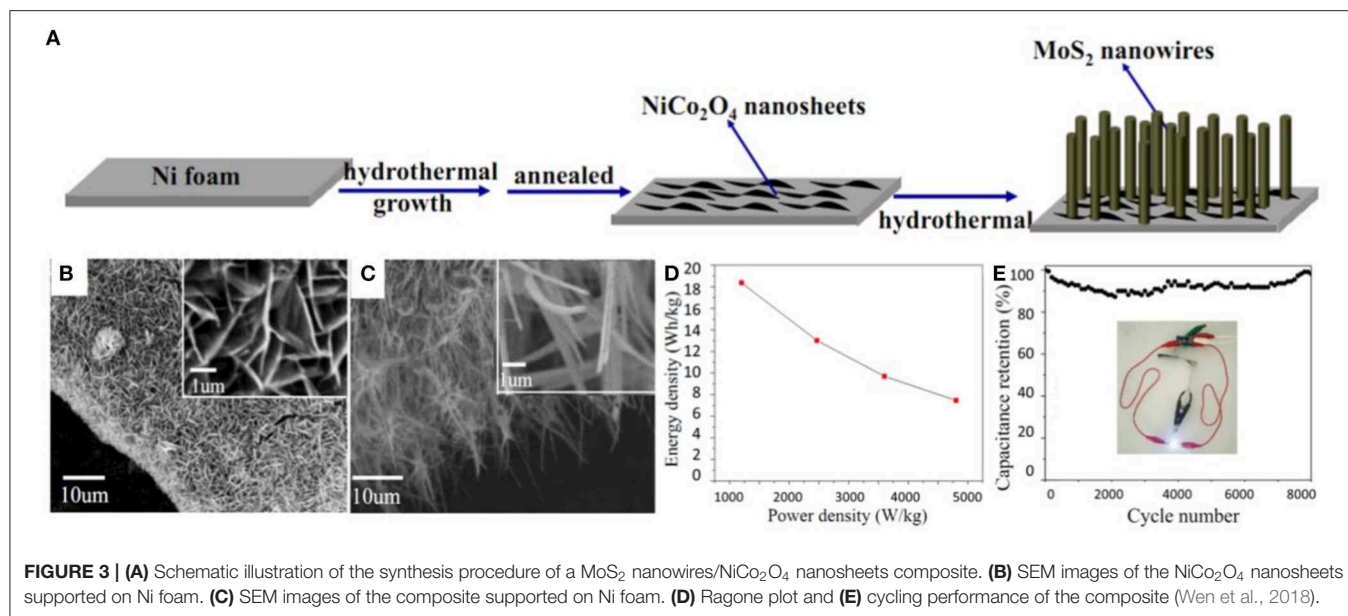 A
MoS₂ nanowires
NiCo₂O₄ nanosheets
Ni foam
hydrothermal
growth
annealed
hydrothermal
B
1um
10um
C
1um
10um
D
Energy density (Wh/kg)
20
18
16
14
12
10
8
6
4
2
0
1000 2000 3000 4000 5000
Power density (W/kg)
E
Capacitance retention (%)
100
80
60
40
20
0
0 2000 4000 6000 8000
Cycle number
FIGURE 3 | (A) Schematic illustration of the synthesis procedure of a MoS₂ nanowires/NiCo₂O₄ nanosheets composite. (B) SEM images of the NiCo₂O₄ nanosheets
supported on Ni foam. (C) SEM images of the composite supported on Ni foam. (D) Ragone plot and (E) cycling performance of the composite (Wen et al., 2018).